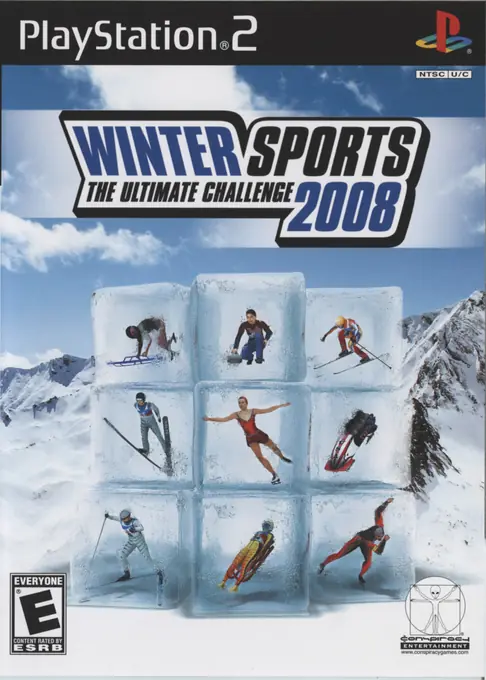 PlayStation®2
NTSC U/C
WINTER SPORTS
THE ULTIMATE CHALLENGE 2008
EVERYONE
E
CONTENT RATED BY
ESRB
conspiracy
ENTERTAINMENT
www.conspiracygames.com